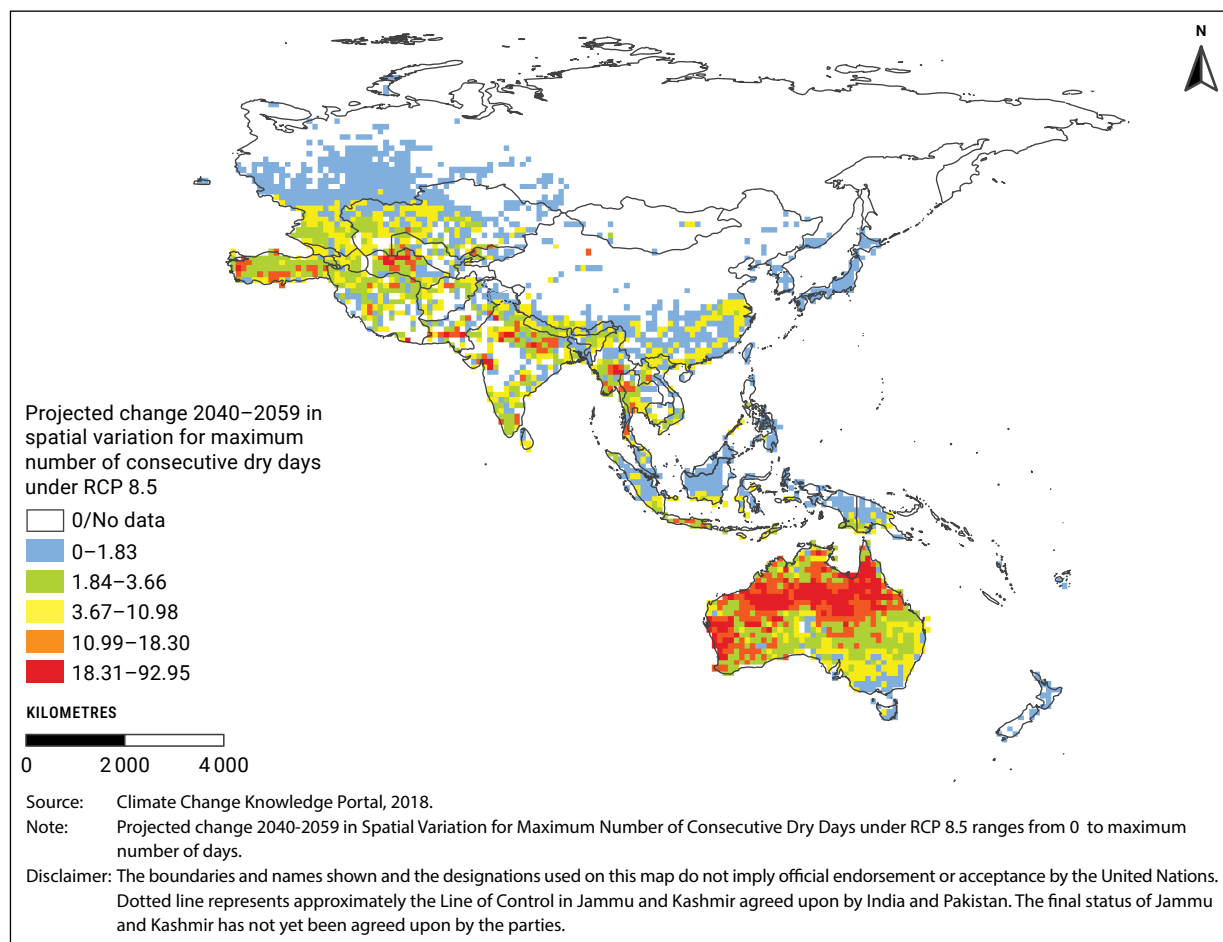 N
Projected change 2040–2059 in
spatial variation for maximum
number of consecutive dry days
under RCP 8.5
0/No data
0–1.83
1.84–3.66
3.67–10.98
10.99–18.30
18.31–92.95
KILOMETRES
0 2 000 4 000
Source: Climate Change Knowledge Portal, 2018.
Note: Projected change 2040-2059 in Spatial Variation for Maximum Number of Consecutive Dry Days under RCP 8.5 ranges from 0 to maximum
number of days.
Disclaimer: The boundaries and names shown and the designations used on this map do not imply official endorsement or acceptance by the United Nations.
Dotted line represents approximately the Line of Control in Jammu and Kashmir agreed upon by India and Pakistan. The final status of Jammu
and Kashmir has not yet been agreed upon by the parties.